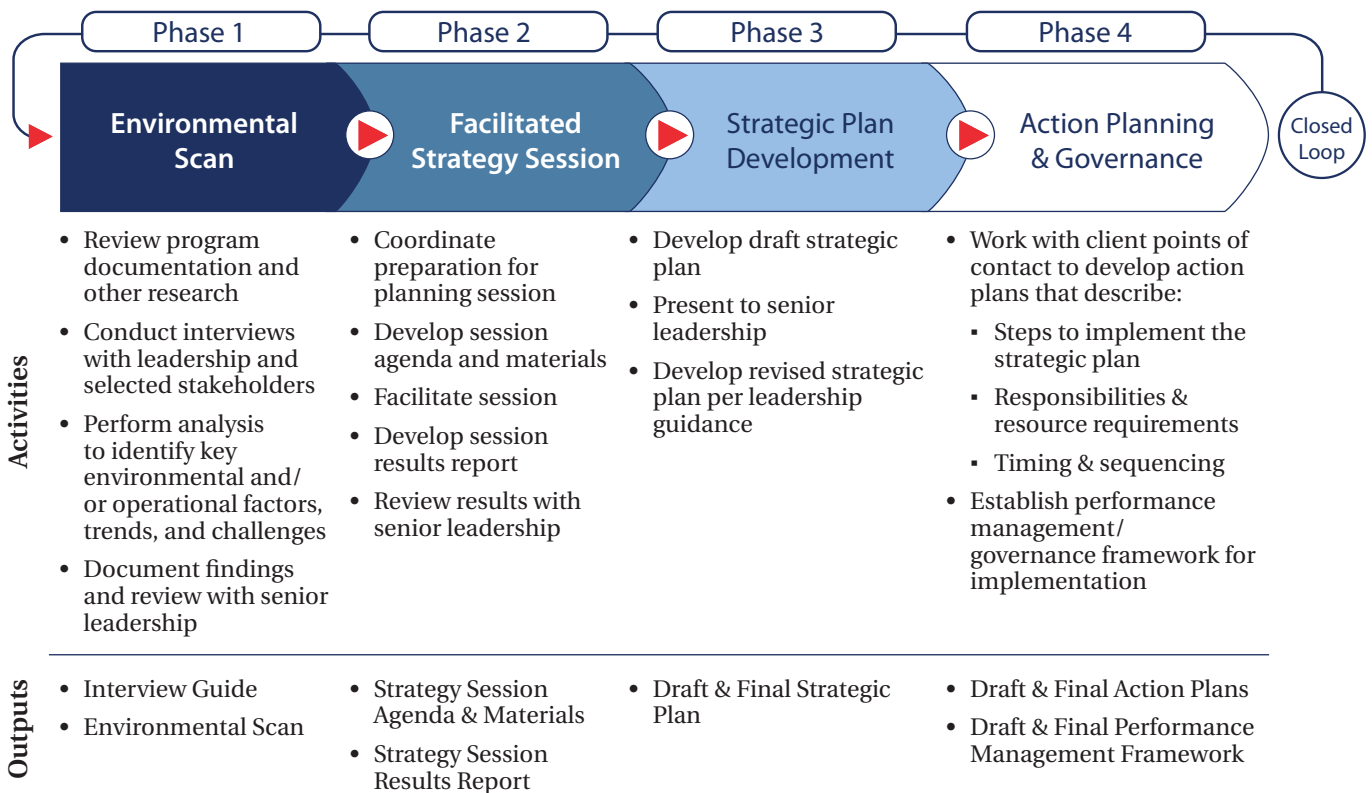 Phase 1
Phase 2
Phase 3
Phase 4
Environmental
Scan
Facilitated
Strategy Session
Strategic Plan
Development
Action Planning
& Governance
Closed
Loop
Activities
• Review program
documentation and
other research
• Conduct interviews
with leadership and
selected stakeholders
• Perform analysis
to identify key
environmental and/
or operational factors,
trends, and challenges
• Document findings
and review with senior
leadership
• Coordinate
preparation for
planning session
• Develop session
agenda and materials
• Facilitate session
• Develop session
results report
• Review results with
senior leadership
• Develop draft strategic
plan
• Present to senior
leadership
• Develop revised strategic
plan per leadership
guidance
• Work with client points of
contact to develop action
plans that describe:
▪ Steps to implement the
strategic plan
▪ Responsibilities &
resource requirements
▪ Timing & sequencing
• Establish performance
management/
governance framework for
implementation
Outputs
• Interview Guide
• Environmental Scan
• Strategy Session
Agenda & Materials
• Strategy Session
Results Report
• Draft & Final Strategic
Plan
• Draft & Final Action Plans
• Draft & Final Performance
Management Framework